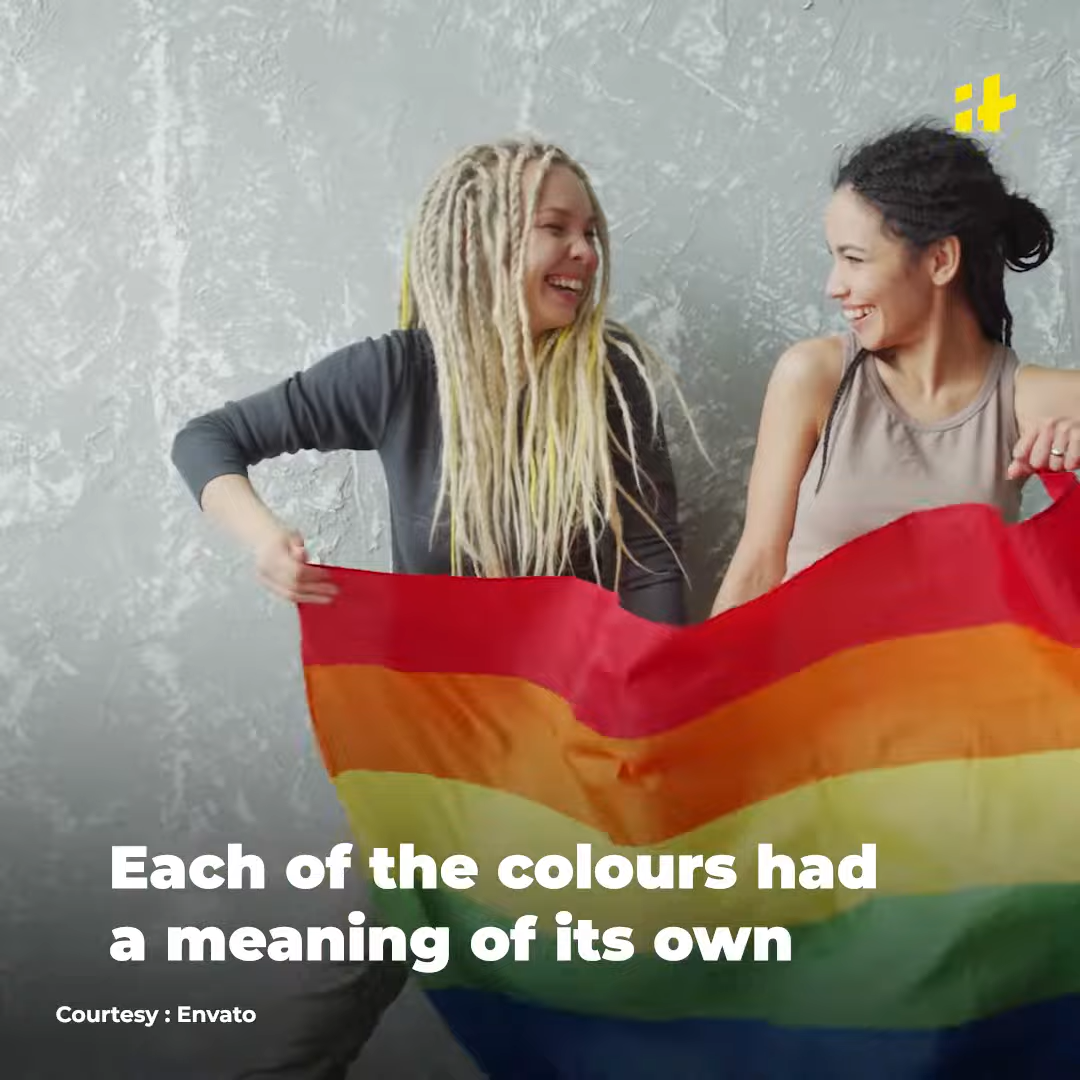 Each of the colours had
a meaning of its own
Courtesy : Envato